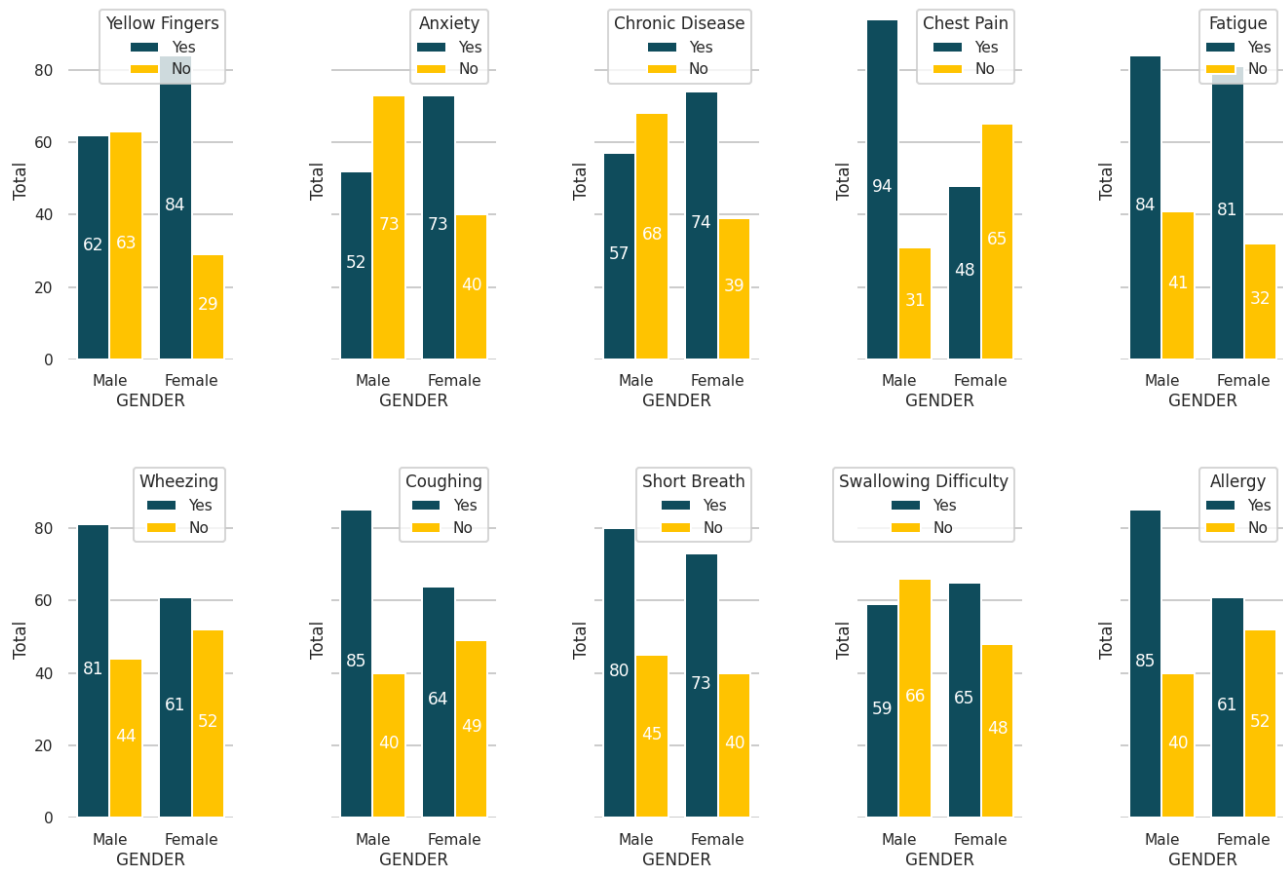 Yellow Fingers
Yes
No
Total
80
60
40
20
0
62
63
84
29
Male
Female
GENDER
Anxiety
Yes
No
Total
52
73
73
40
Male
Female
GENDER
Chronic Disease
Yes
No
Total
57
68
74
39
Male
Female
GENDER
Chest Pain
Yes
No
Total
94
31
48
65
Male
Female
GENDER
Fatigue
Yes
No
Total
84
41
81
32
Male
Female
GENDER
Wheezing
Yes
No
Total
80
60
40
20
0
81
44
61
52
Male
Female
GENDER
Coughing
Yes
No
Total
85
40
64
49
Male
Female
GENDER
Short Breath
Yes
No
Total
80
45
73
40
Male
Female
GENDER
Swallowing Difficulty
Yes
No
Total
59
66
65
48
Male
Female
GENDER
Allergy
Yes
No
Total
85
40
61
52
Male
Female
GENDER